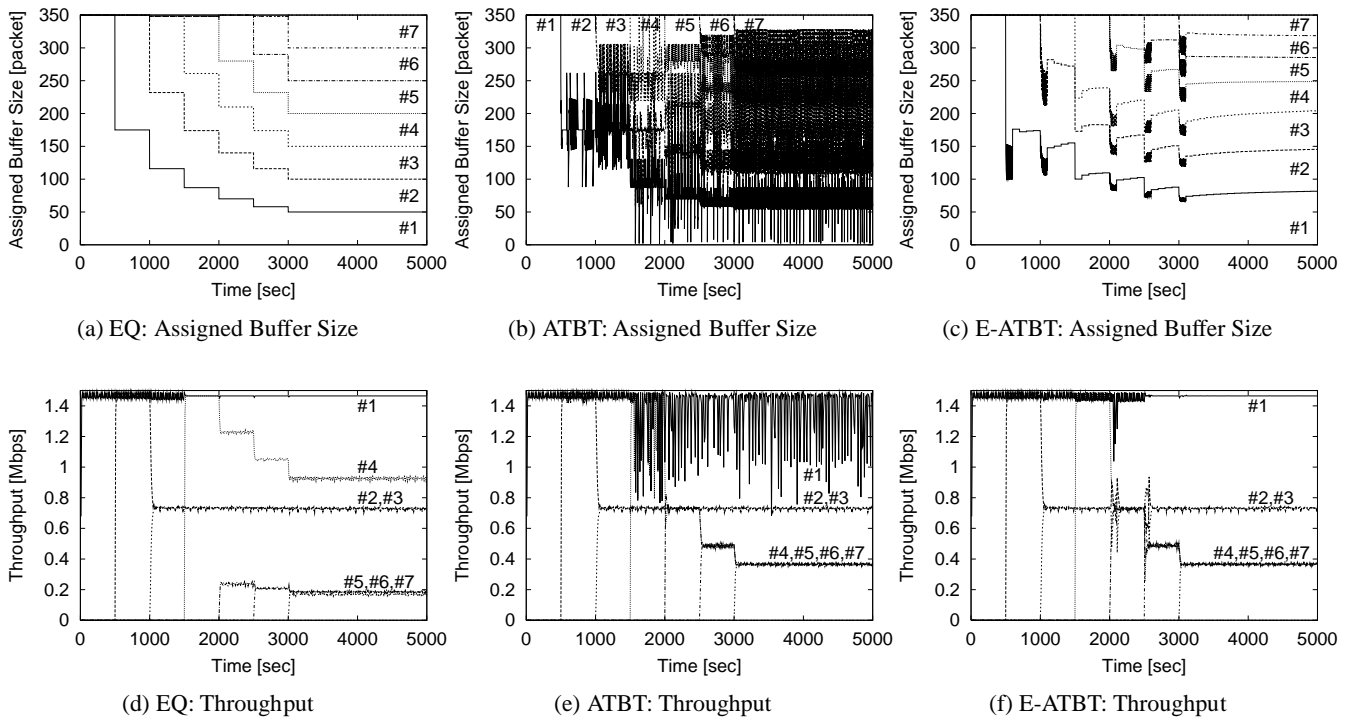 Assigned Buffer Size [packet]
350
300
250
200
150
100
50
0
#7
#6
#5
#4
#3
#2
#1
0 1000 2000 3000 4000 5000
Time [sec]
(a) EQ: Assigned Buffer Size
Assigned Buffer Size [packet]
350
300
250
200
150
100
50
0
#1 #2 #3 #4 #5 #6 #7
0 1000 2000 3000 4000 5000
Time [sec]
(b) ATBT: Assigned Buffer Size
Assigned Buffer Size [packet]
350
300
250
200
150
100
50
0
#7
#6
#5
#4
#3
#2
#1
0 1000 2000 3000 4000 5000
Time [sec]
(c) E-ATBT: Assigned Buffer Size
Throughput [Mbps]
1.4
1.2
1
0.8
0.6
0.4
0.2
0
#1
#4
#2,#3
#5,#6,#7
0 1000 2000 3000 4000 5000
Time [sec]
(d) EQ: Throughput
Throughput [Mbps]
1.4
1.2
1
0.8
0.6
0.4
0.2
0
#1
#2,#3
#4,#5,#6,#7
0 1000 2000 3000 4000 5000
Time [sec]
(e) ATBT: Throughput
Throughput [Mbps]
1.4
1.2
1
0.8
0.6
0.4
0.2
0
#1
#2,#3
#4,#5,#6,#7
0 1000 2000 3000 4000 5000
Time [sec]
(f) E-ATBT: Throughput